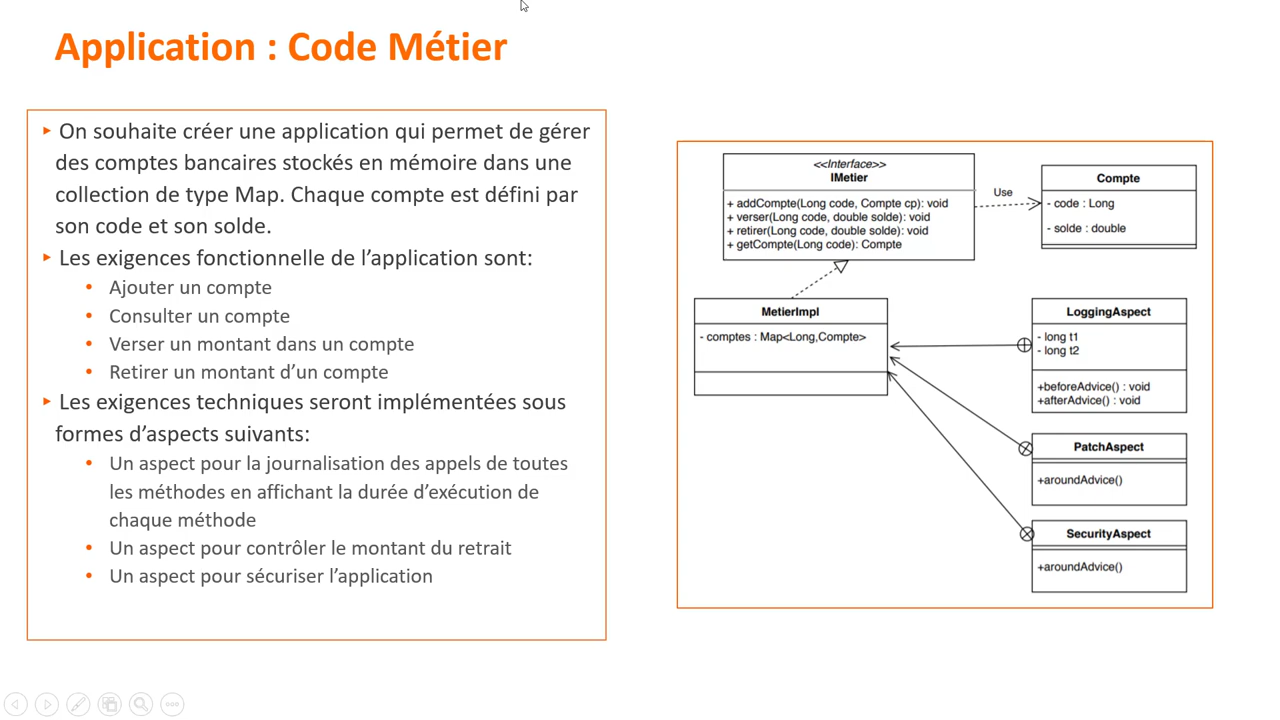 Application : Code Métier
On souhaite créer une application qui permet de gérer
des comptes bancaires stockés en mémoire dans une
collection de type Map. Chaque compte est défini par
son code et son solde.
Les exigences fonctionnelle de l’application sont:
Ajouter un compte
Consulter un compte
Verser un montant dans un compte
Retirer un montant d’un compte
Les exigences techniques seront implémentées sous
formes d’aspects suivants:
Un aspect pour la journalisation des appels de toutes
les méthodes en affichant la durée d’exécution de
chaque méthode
Un aspect pour contrôler le montant du retrait
Un aspect pour sécuriser l’application
<<Interface>>
IMetier
+ addCompte(Long code, Compte cp): void
+ verser(Long code, double solde): void
+ retirer(Long code, double solde): void
+ getCompte(Long code): Compte
Use
Compte
- code : Long
- solde : double
MetierImpl
- comptes : Map<Long,Compte>
LoggingAspect
- long t1
- long t2
+beforeAdvice() : void
+afterAdvice() : void
PatchAspect
+aroundAdvice()
SecurityAspect
+aroundAdvice()